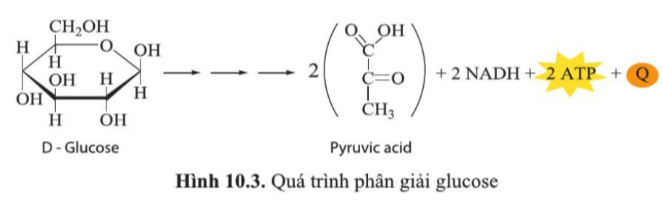 CH₂OH
H
O
OH
H
OH
H
OH
H
H
OH
D - Glucose
2
O
OH
C
C=O
CH₃
+ 2 NADH + 2 ATP + Q
Pyruvic acid
Hình 10.3. Quá trình phân giải glucose